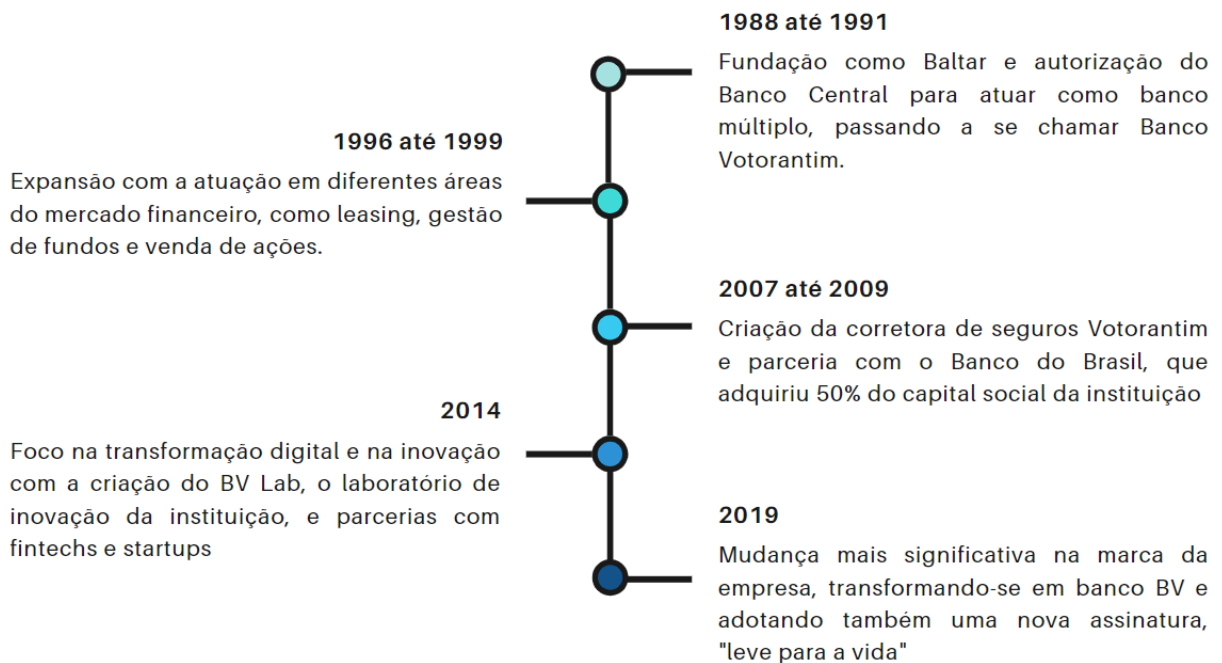 1988 até 1991
Fundação como Baltar e autorização do
Banco Central para atuar como banco
múltiplo, passando a se chamar Banco
Votorantim.
1996 até 1999
Expansão com a atuação em diferentes áreas
do mercado financeiro, como leasing, gestão
de fundos e venda de ações.
2007 até 2009
Criação da corretora de seguros Votorantim
e parceria com o Banco do Brasil, que
adquiriu 50% do capital social da instituição
2014
Foco na transformação digital e na inovação
com a criação do BV Lab, o laboratório de
inovação da instituição, e parcerias com
fintechs e startups
2019
Mudança mais significativa na marca da
empresa, transformando-se em banco BV e
adotando também uma nova assinatura,
"leve para a vida"